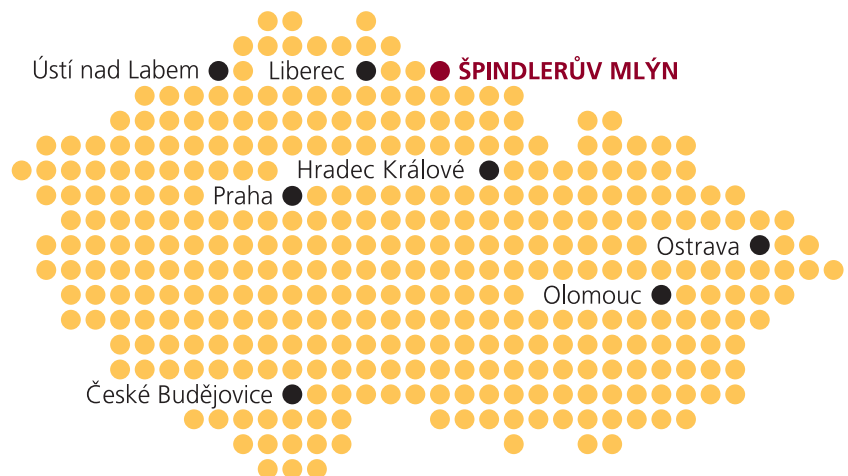 Ústí nad Labem
Liberec
ŠPINDLERŮV MLÝN
Hradec Králové
Praha
Ostrava
Olomouc
České Budějovice